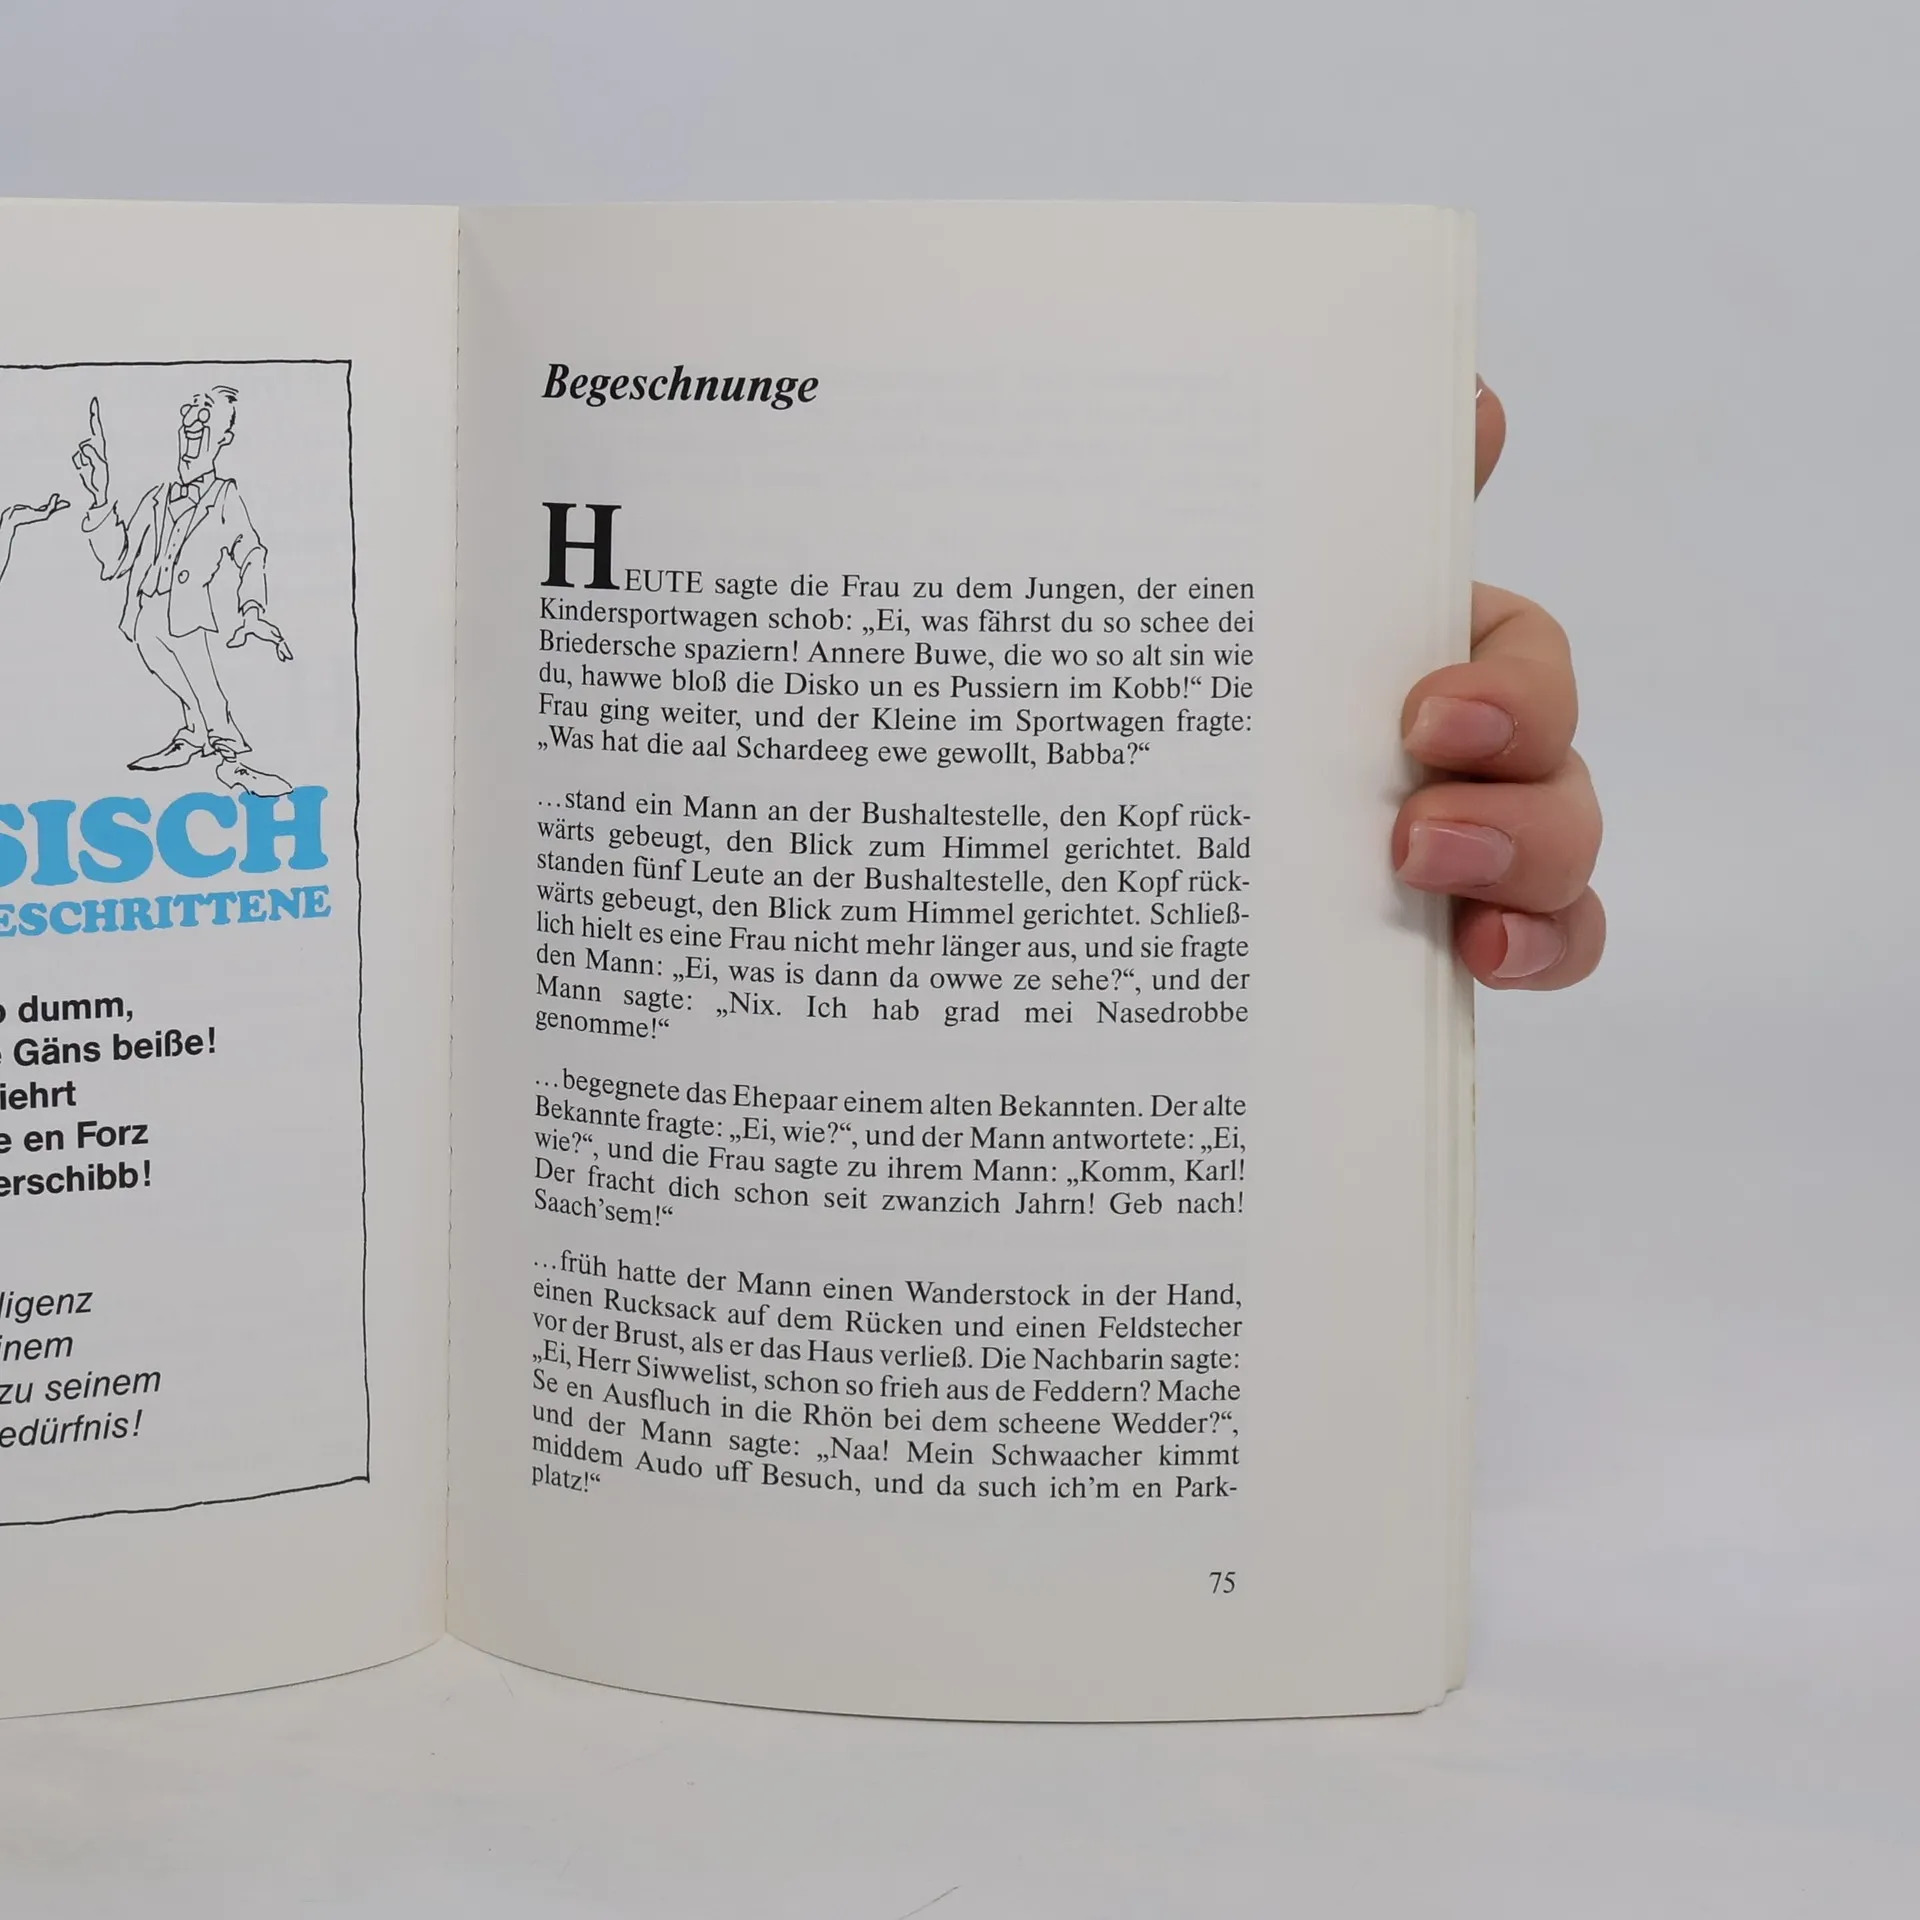 SISCH
ESCHRITTENE
dumm,
Gäns beiße!
iehrt
e en Forz
erschibb!
ligenz
inem
zu seinem
edürfnis!
Begeschnunge
HEUTE sagte die Frau zu dem Jungen, der einen
Kindersportwagen schob: „Ei, was fährst du so schee dei
Briedersche spaziern! Annere Buwe, die wo so alt sin wie
du, hawwe bloß die Disko un es Pussiern im Kobb!“ Die
Frau ging weiter, und der Kleine im Sportwagen fragte:
„Was hat die aal Schardeeg ewe gewollt, Babba?“
...stand ein Mann an der Bushaltestelle, den Kopf rück-
wärts gebeugt, den Blick zum Himmel gerichtet. Bald
standen fünf Leute an der Bushaltestelle, den Kopf rück-
wärts gebeugt, den Blick zum Himmel gerichtet. Schließ-
lich hielt es eine Frau nicht mehr länger aus, und sie fragte
den Mann: „Ei, was is dann da owwe ze sehe?“, und der
Mann sagte: „Nix. Ich hab grad mei Nasedrobbe
genomme!“
...begegnete das Ehepaar einem alten Bekannten. Der alte
Bekannte fragte: „Ei, wie?“, und der Mann antwortete: „Ei,
wie?“, und die Frau sagte zu ihrem Mann: „Komm, Karl!
Der fracht dich schon seit zwanzich Jahrn! Geb nach!
Saach’sem!“
...früh hatte der Mann einen Wanderstock in der Hand,
einen Rucksack auf dem Rücken und einen Feldstecher
vor der Brust, als er das Haus verließ. Die Nachbarin sagte:
„Ei, Herr Siwwelist, schon so frieh aus de Feddern? Mache
Se en Ausfluch in die Rhön bei dem scheene Wedder?“,
und der Mann sagte: „Naa! Mein Schwaacher kimmt
middem Audo uff Besuch, und da such ich’m en Park-
platz!“
75